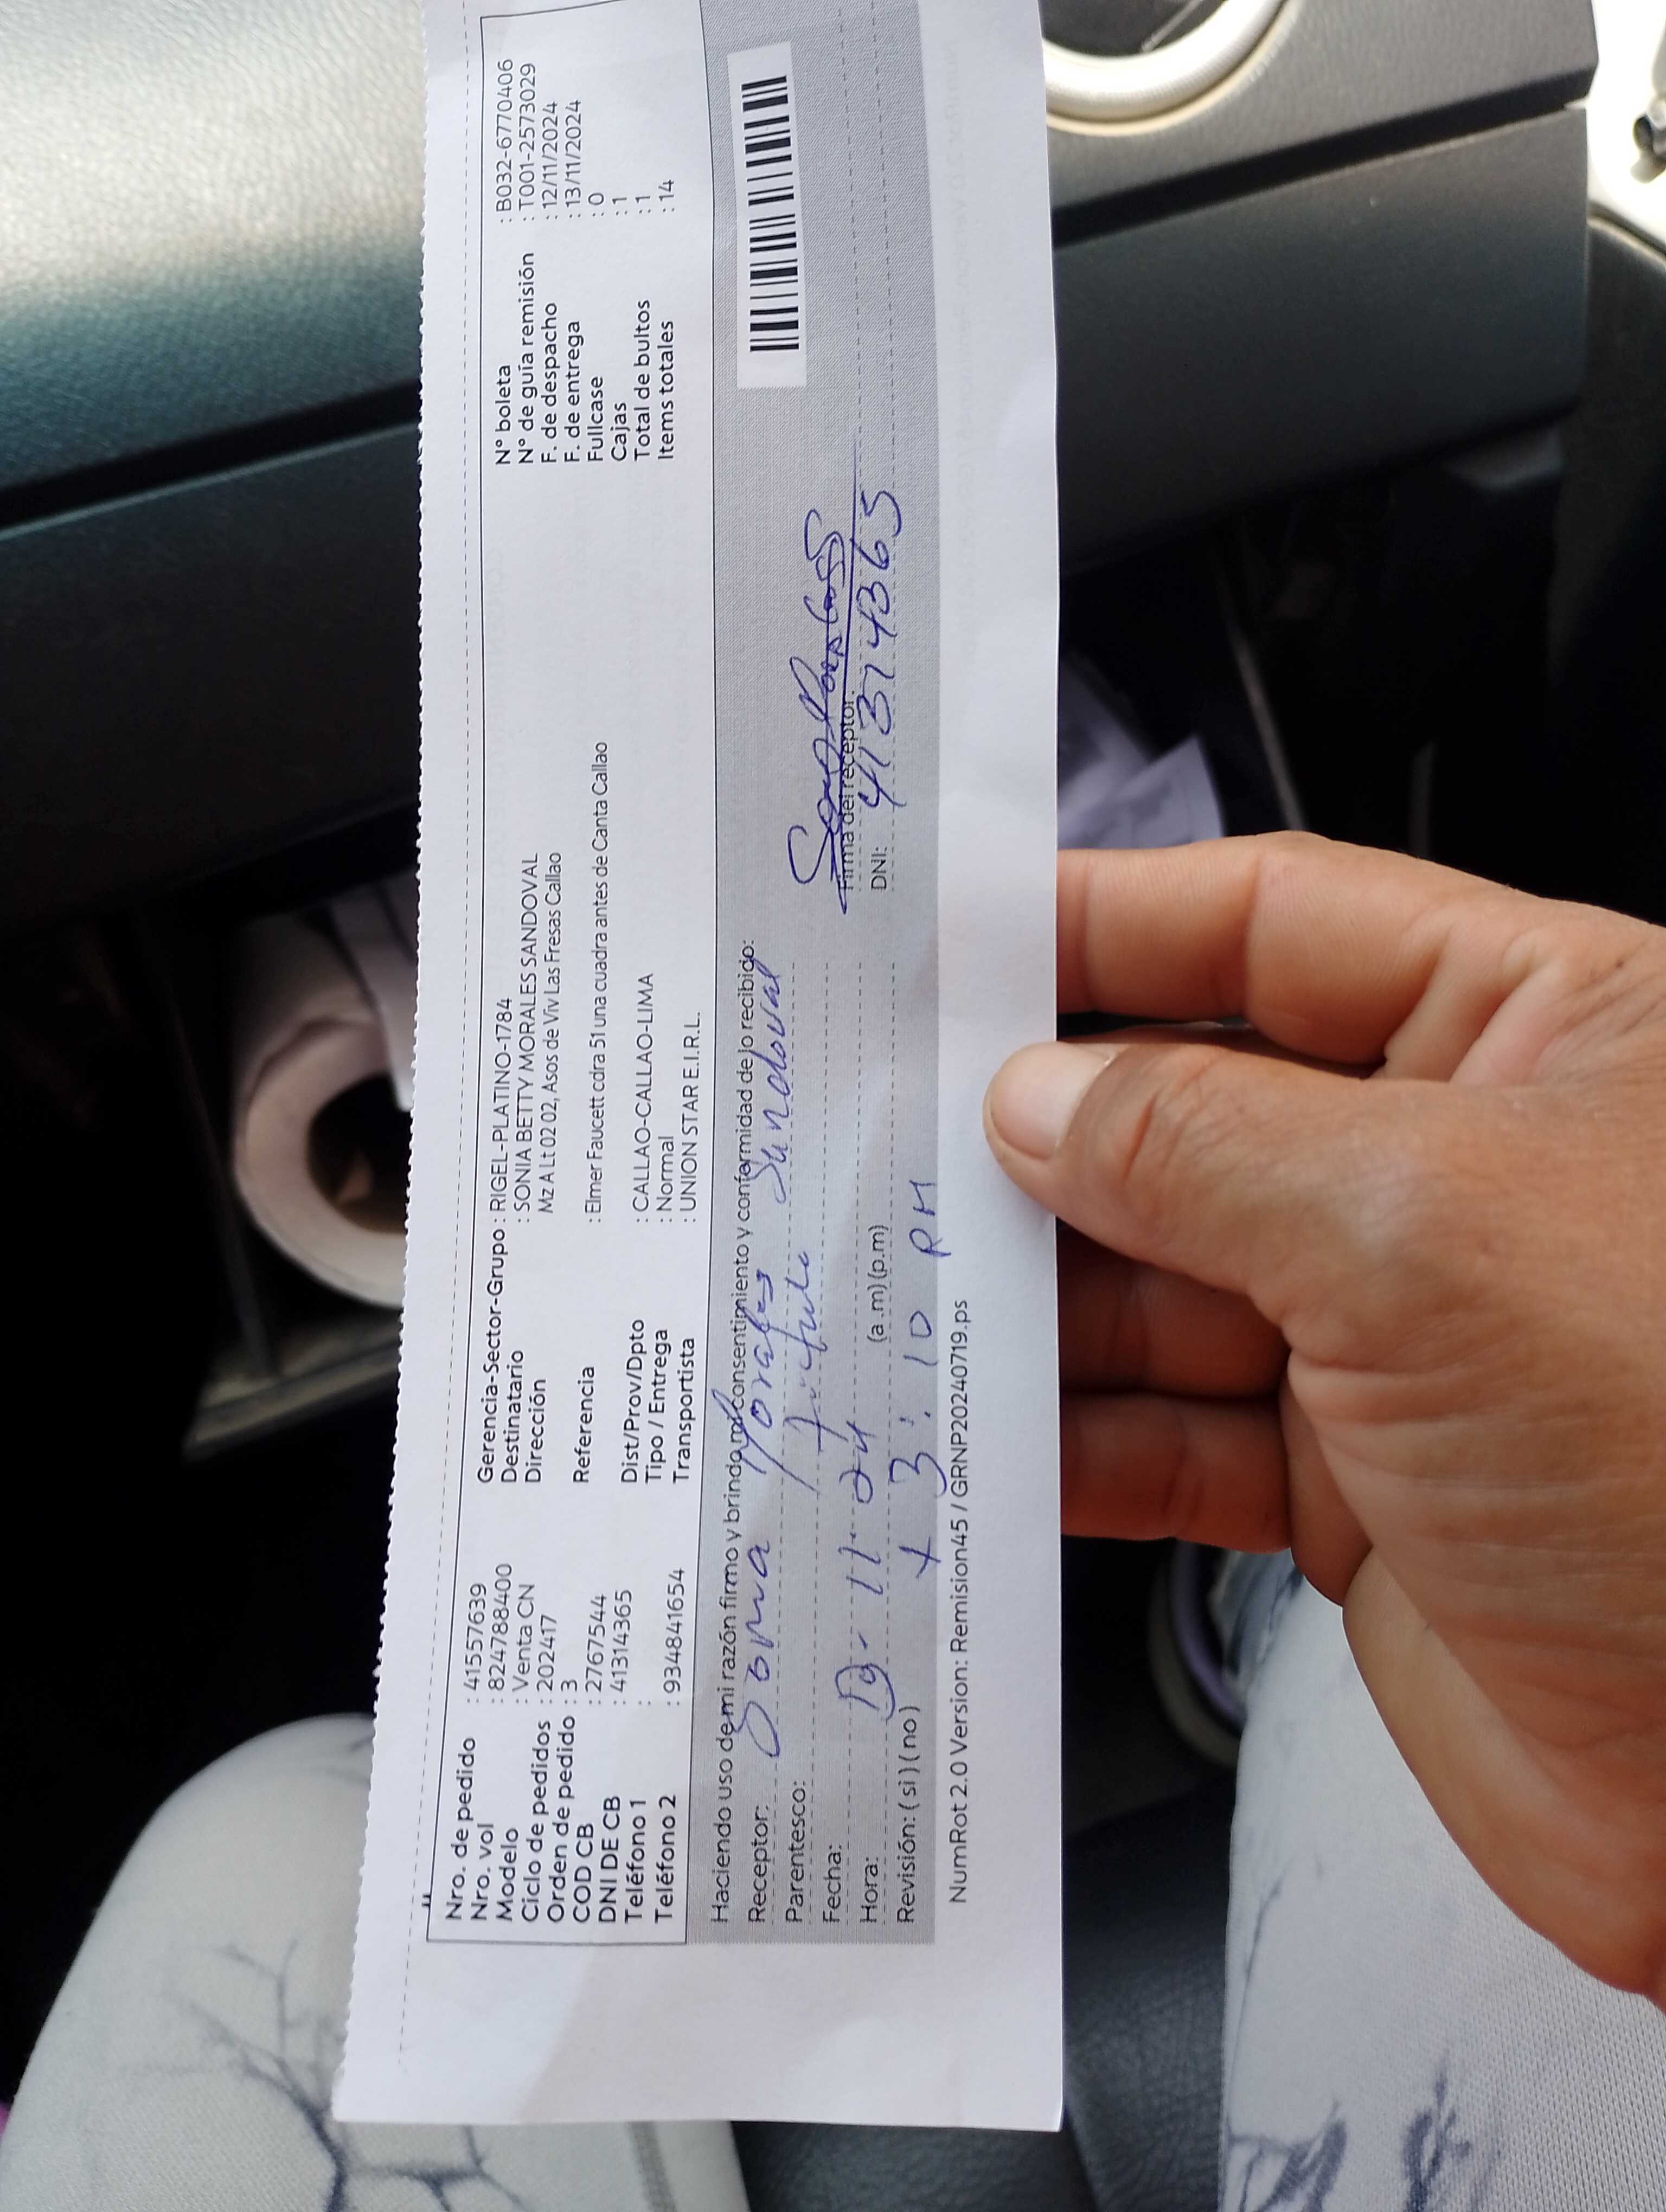 Nro. de pedido : 41557639
Nro. vol : 824788400
Modelo : Venta CN
Ciclo de pedidos : 202417
Orden de pedido : 3
COD CB : 2767544
DNI DE CB : 41314365
Teléfono 1 :
Teléfono 2 : 934841654
Gerencia-Sector-Grupo : RIGEL-PLATINO-1784
Destinatario : SONIA BETTY MORALES SANDOVAL
Dirección Mz A Lt 02 02, Asos de Viv Las Fresas Callao
Referencia : Elmer Faucett cdra 51 una cuadra antes de Canta Callao
Dist/Prov/Dpto : CALLAO-CALLAO-LIMA
Tipo / Entrega : Normal
Transportista : UNION STAR E.I.R.L.
N° boleta : B032-6770406
N° de guía remisión : T001-2573029
F. de despacho : 12/11/2024
F. de entrega : 13/11/2024
Fullcase : 0
Cajas : 1
Total de bultos : 1
Items totales : 14
Haciendo uso de mi razón firmo y brindo mi consentimiento y conformidad de lo recibido:
Receptor: Sonia Morales Sandoval
Parentesco:
Fecha: 11-24
Hora: (a .m) (p.m)
3:10 PM
Revisión: ( si ) ( no )
Firma del receptor:
DNI: 41314365
NumRot 2.0 Version: Remision45 / GRNP20240719.ps